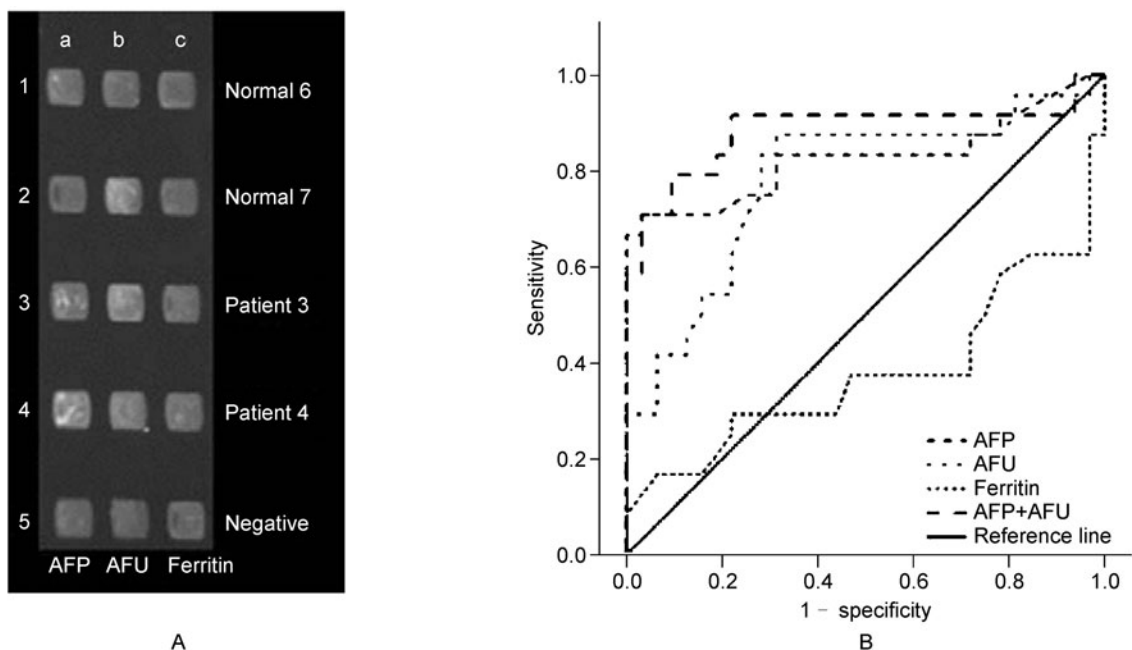 a b c
1 Normal 6
2 Normal 7
3 Patient 3
4 Patient 4
5 Negative
AFP AFU Ferritin
A
Sensitivity
1.0
0.8
0.6
0.4
0.2
0.0
AFP
AFU
Ferritin
AFP+AFU
Reference line
0.0 0.2 0.4 0.6 0.8 1.0
1 − specificity
B